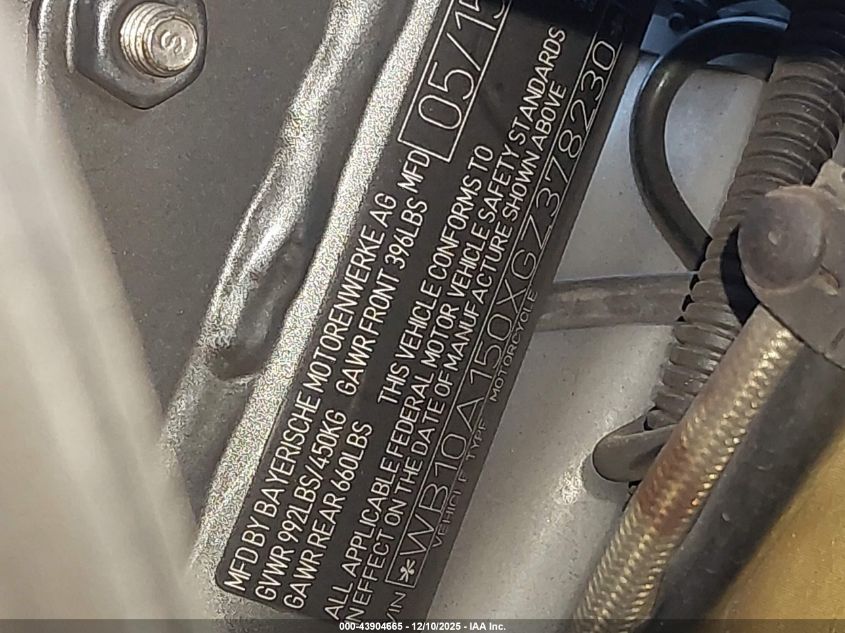 MFD BY BAYERISCHE MOTORENWERKE AG
GVWR 992LBS/450KG GAWR FRONT 396LBS MFD 05/15
GAWR REAR 660LBS
THIS VEHICLE CONFORMS TO
ALL APPLICABLE FEDERAL MOTOR VEHICLE SAFETY STANDARDS
IN EFFECT ON THE DATE OF MANUFACTURE SHOWN ABOVE
VIN *WB10A150XGZ378230
VEHICLE TYPE MOTORCYCLE
S
000-43904665 - 12/10/2025 - IAA Inc.